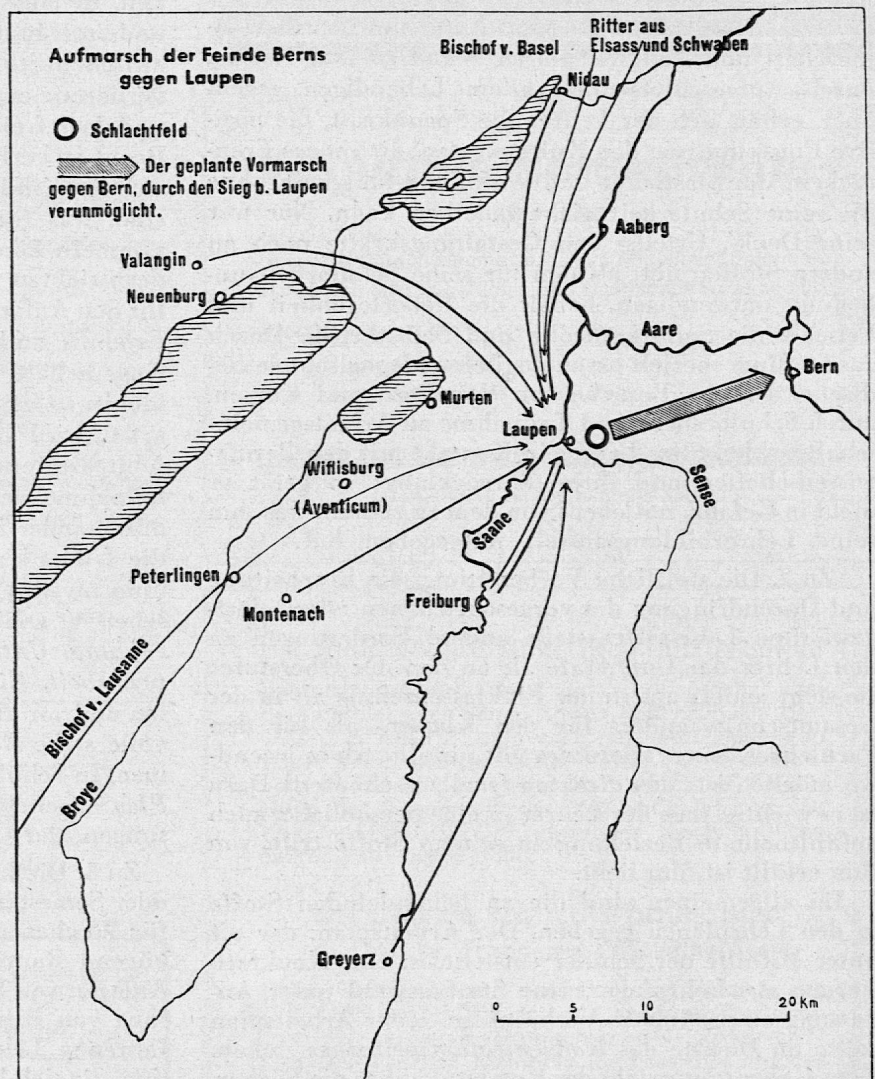 Aufmarsch der Feinde Berns
gegen Laupen
Schlachtfeld
Der geplante Vormarsch
gegen Bern, durch den Sieg b. Laupen
verunmöglicht.
Bischof v. Basel
Ritter aus
Elsass und Schwaben
Nidau
Aaberg
Valangin
Neuenburg
Aare
Bern
Murten
Laupen
Wiflisburg
(Aventicum)
Saane
Sense
Peterlingen
Montenach
Freiburg
Bischof v. Lausanne
Broye
Greyerz
0 5 10 20 Km